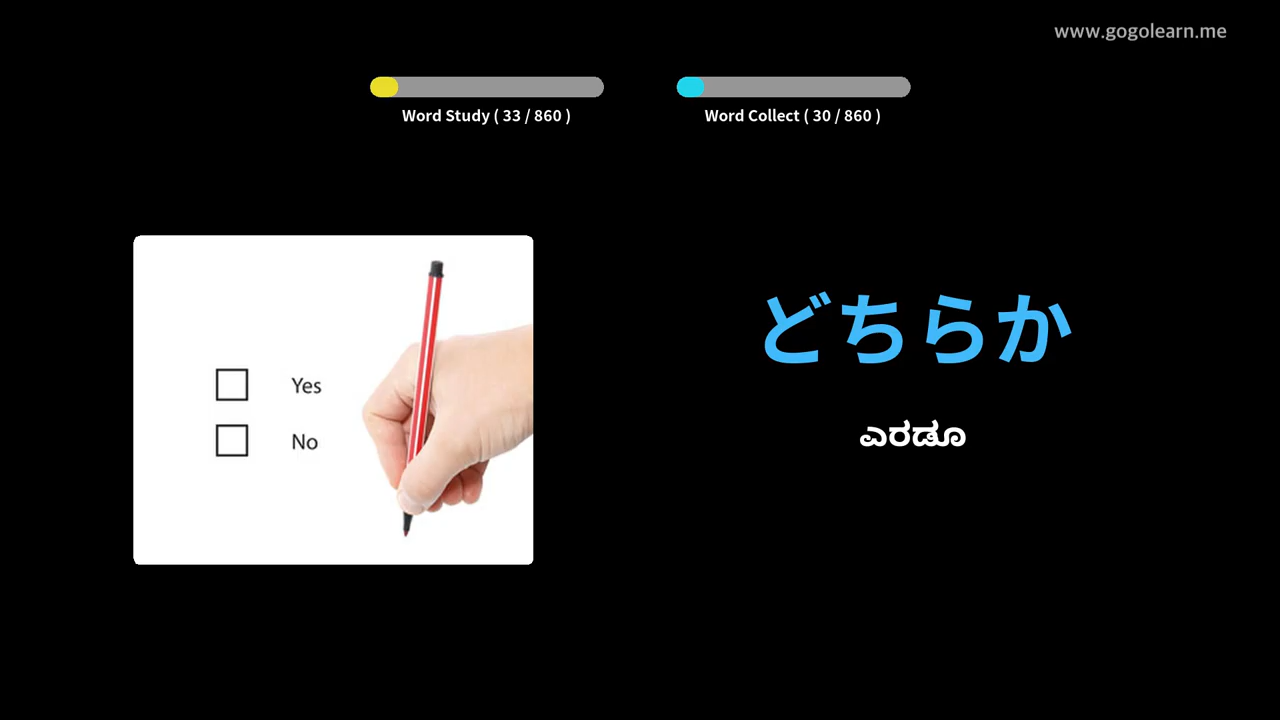 www.gogolearn.me
Word Study ( 33 / 860 )
Word Collect ( 30 / 860 )
Yes
No
どちらか
ಎರಡೂ